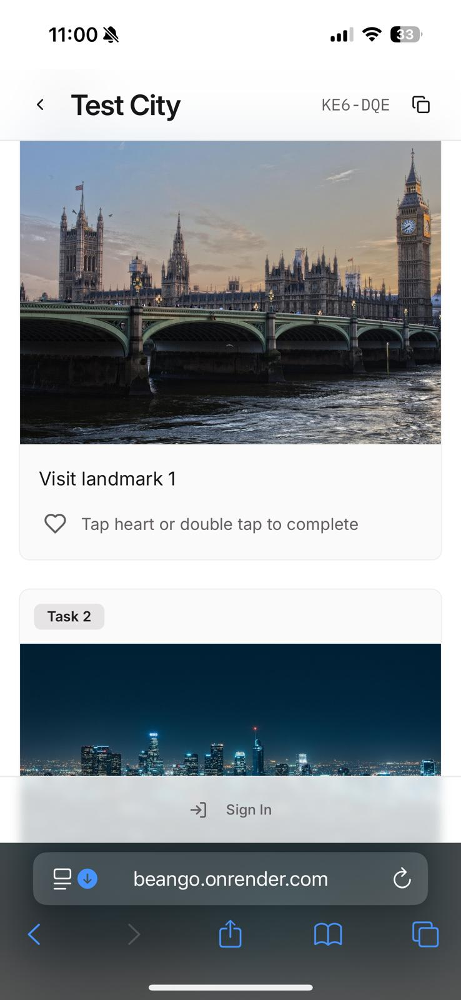 11:00
33
Test City
KE6-DQE
Visit landmark 1
Tap heart or double tap to complete
Task 2
Sign In
beango.onrender.com